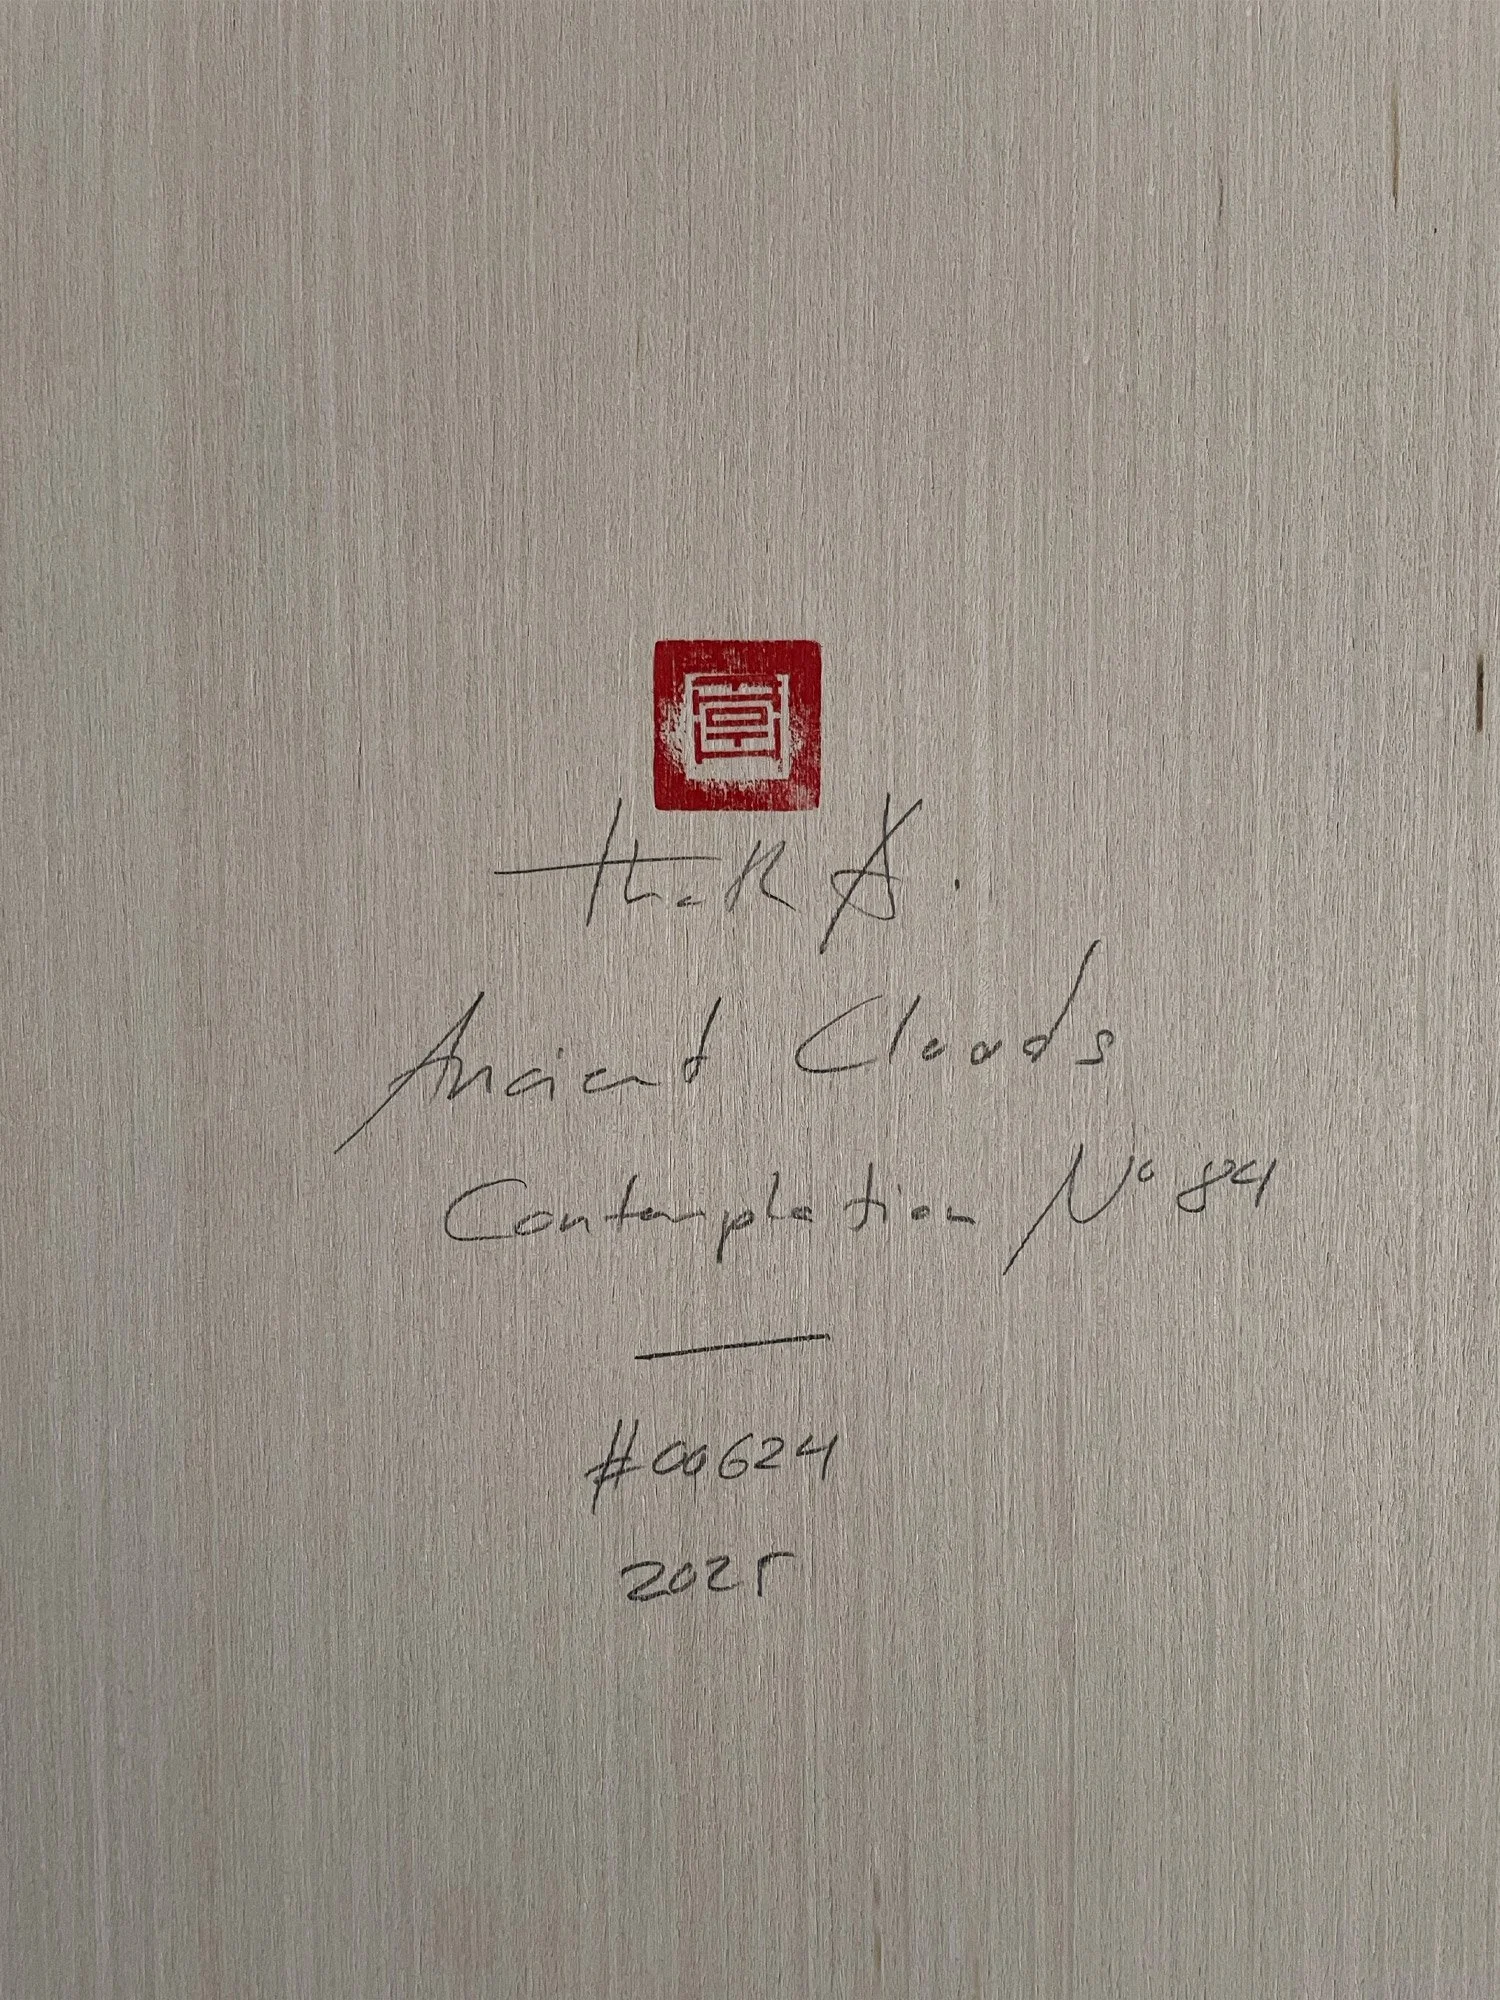 Ancient Clouds
Contemplation N° 84
#00624
2025